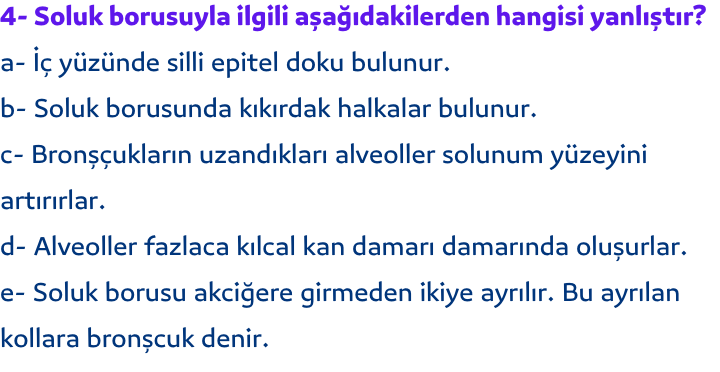 4- Soluk borusuyla ilgili aşağıdakilerden hangisi yanlıştır?
a- İç yüzünde silli epitel doku bulunur.
b- Soluk borusunda kıkırdak halkalar bulunur.
c- Bronşçukların uzandıkları alveoller solunum yüzeyini
artırırlar.
d- Alveoller fazlaca kılcal kan damarı damarında oluşurlar.
e- Soluk borusu akciğere girmeden ikiye ayrılır. Bu ayrılan
kollara bronşcuk denir.